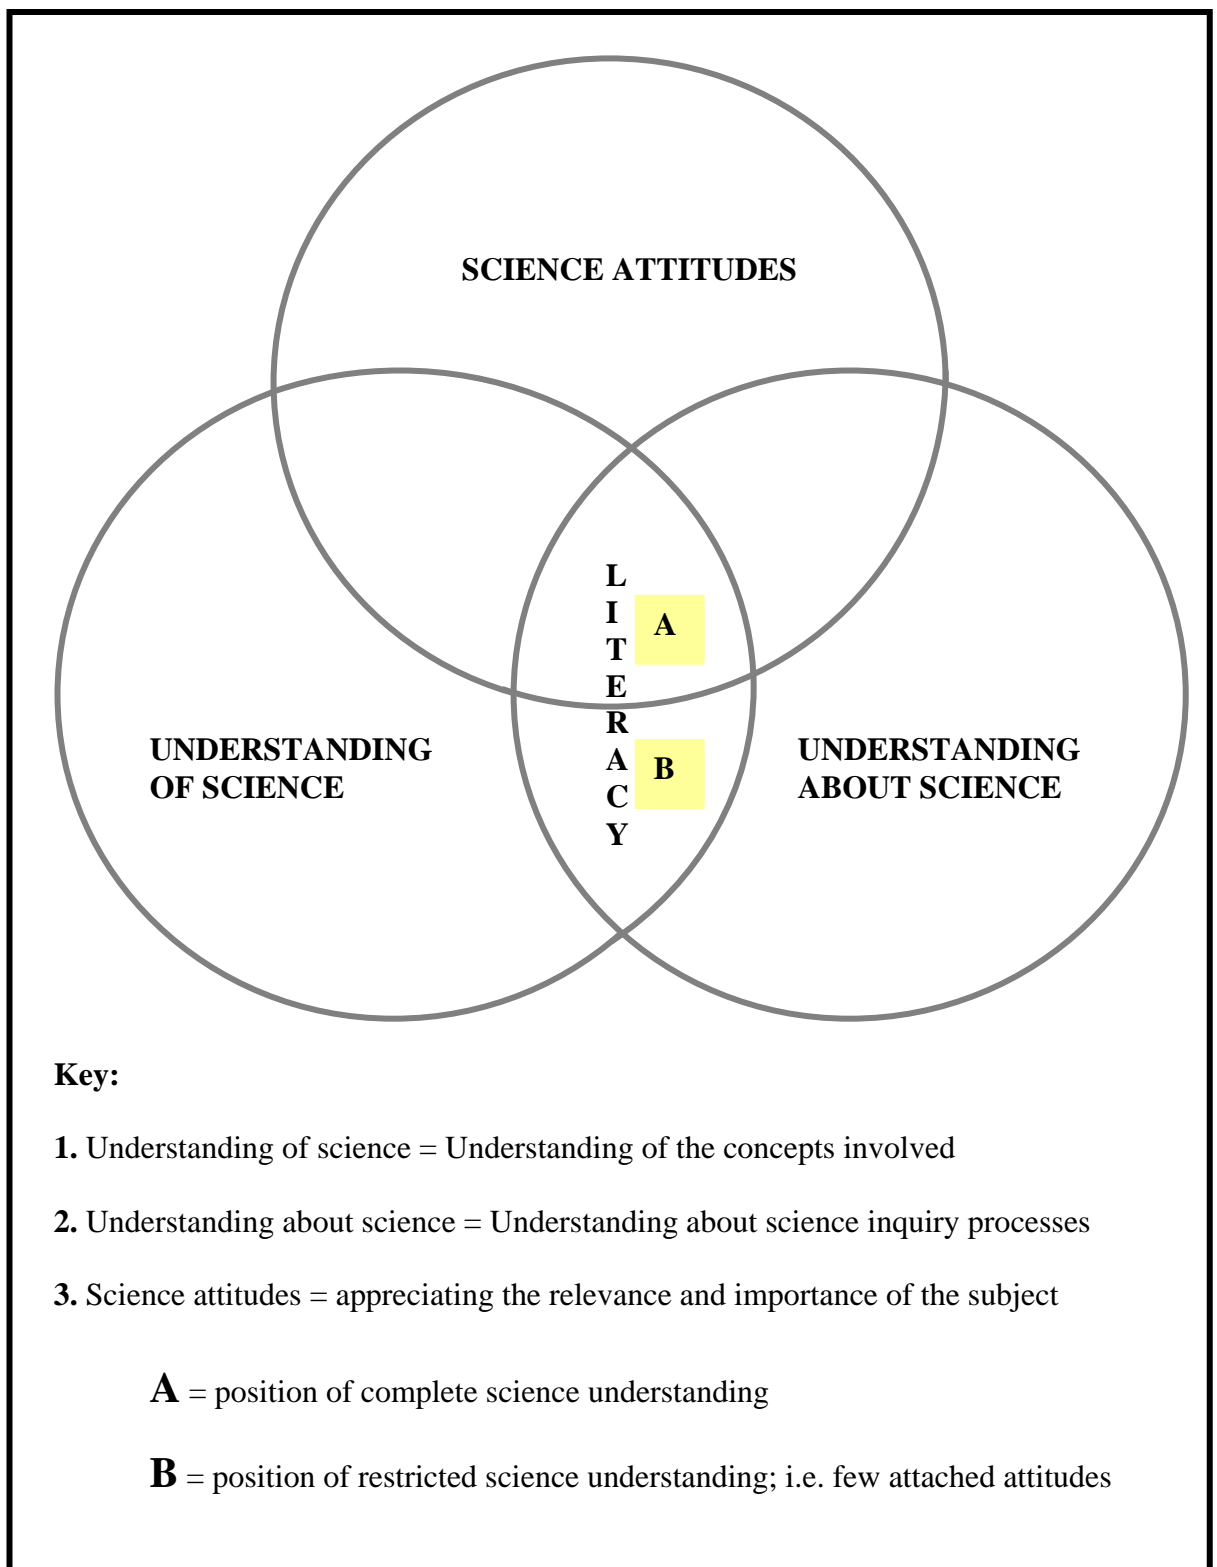 SCIENCE ATTITUDES
L
I
T
E
R
A
C
Y
A
B
UNDERSTANDING
OF SCIENCE
UNDERSTANDING
ABOUT SCIENCE
Key:
1. Understanding of science = Understanding of the concepts involved
2. Understanding about science = Understanding about science inquiry processes
3. Science attitudes = appreciating the relevance and importance of the subject
A = position of complete science understanding
B = position of restricted science understanding; i.e. few attached attitudes